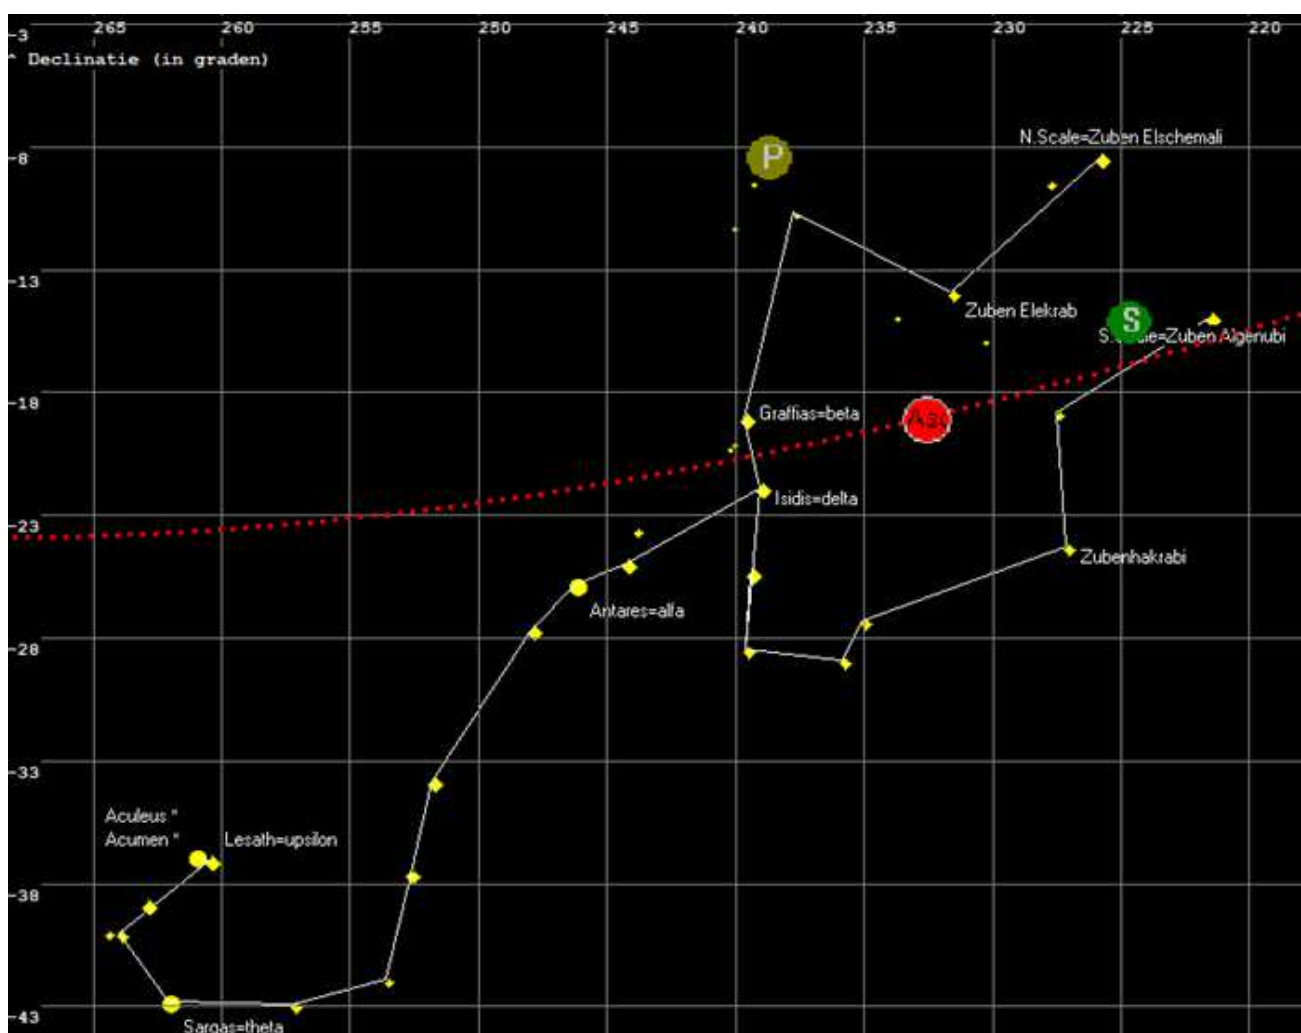 265 260 255 250 245 240 235 230 225 220
-3
^ Declinatie (in graden)
N.Scale=Zuben Elschemali
-8
P
-13
Zuben Elekrab
S
S.Scale=Zuben Algenubi
-18
Graffias=beta
Asc
Isidis=delta
-23
Zubenhakrabi
Antares=alfa
-28
-33
Aculeus *
Acumen *
Lesath=upsilon
-38
-43
Sargas=theta